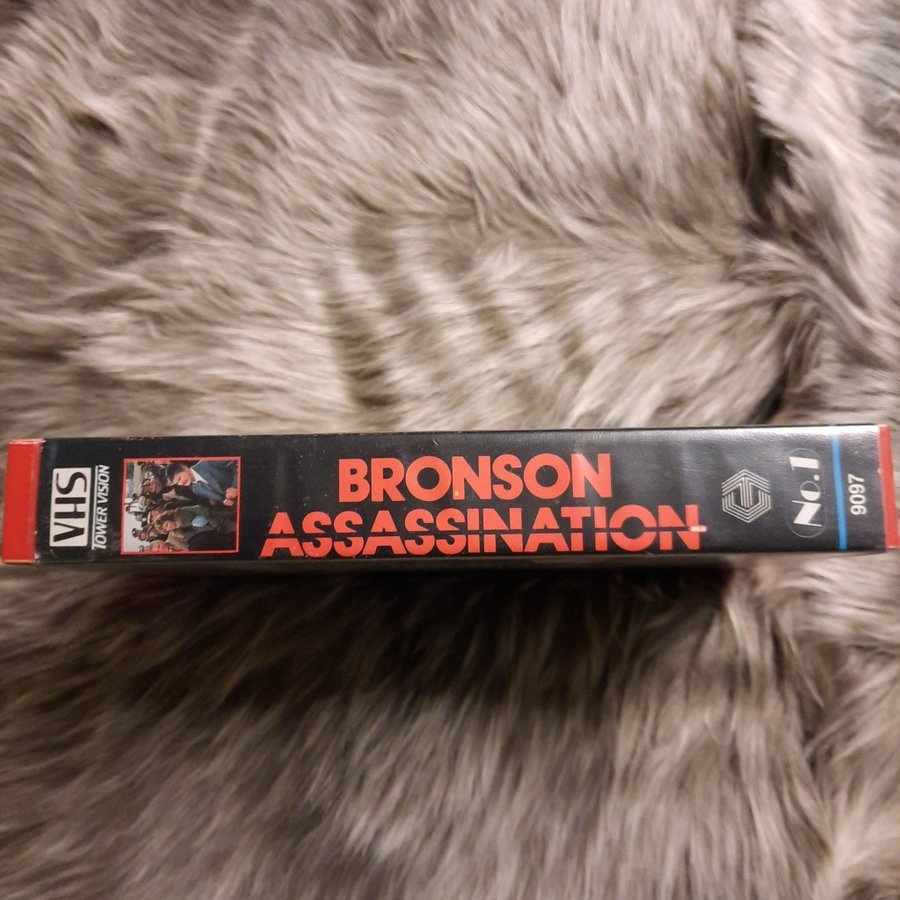 VHS
TOWER VISION
BRONSON
ASSASSINATION
No.1
9097